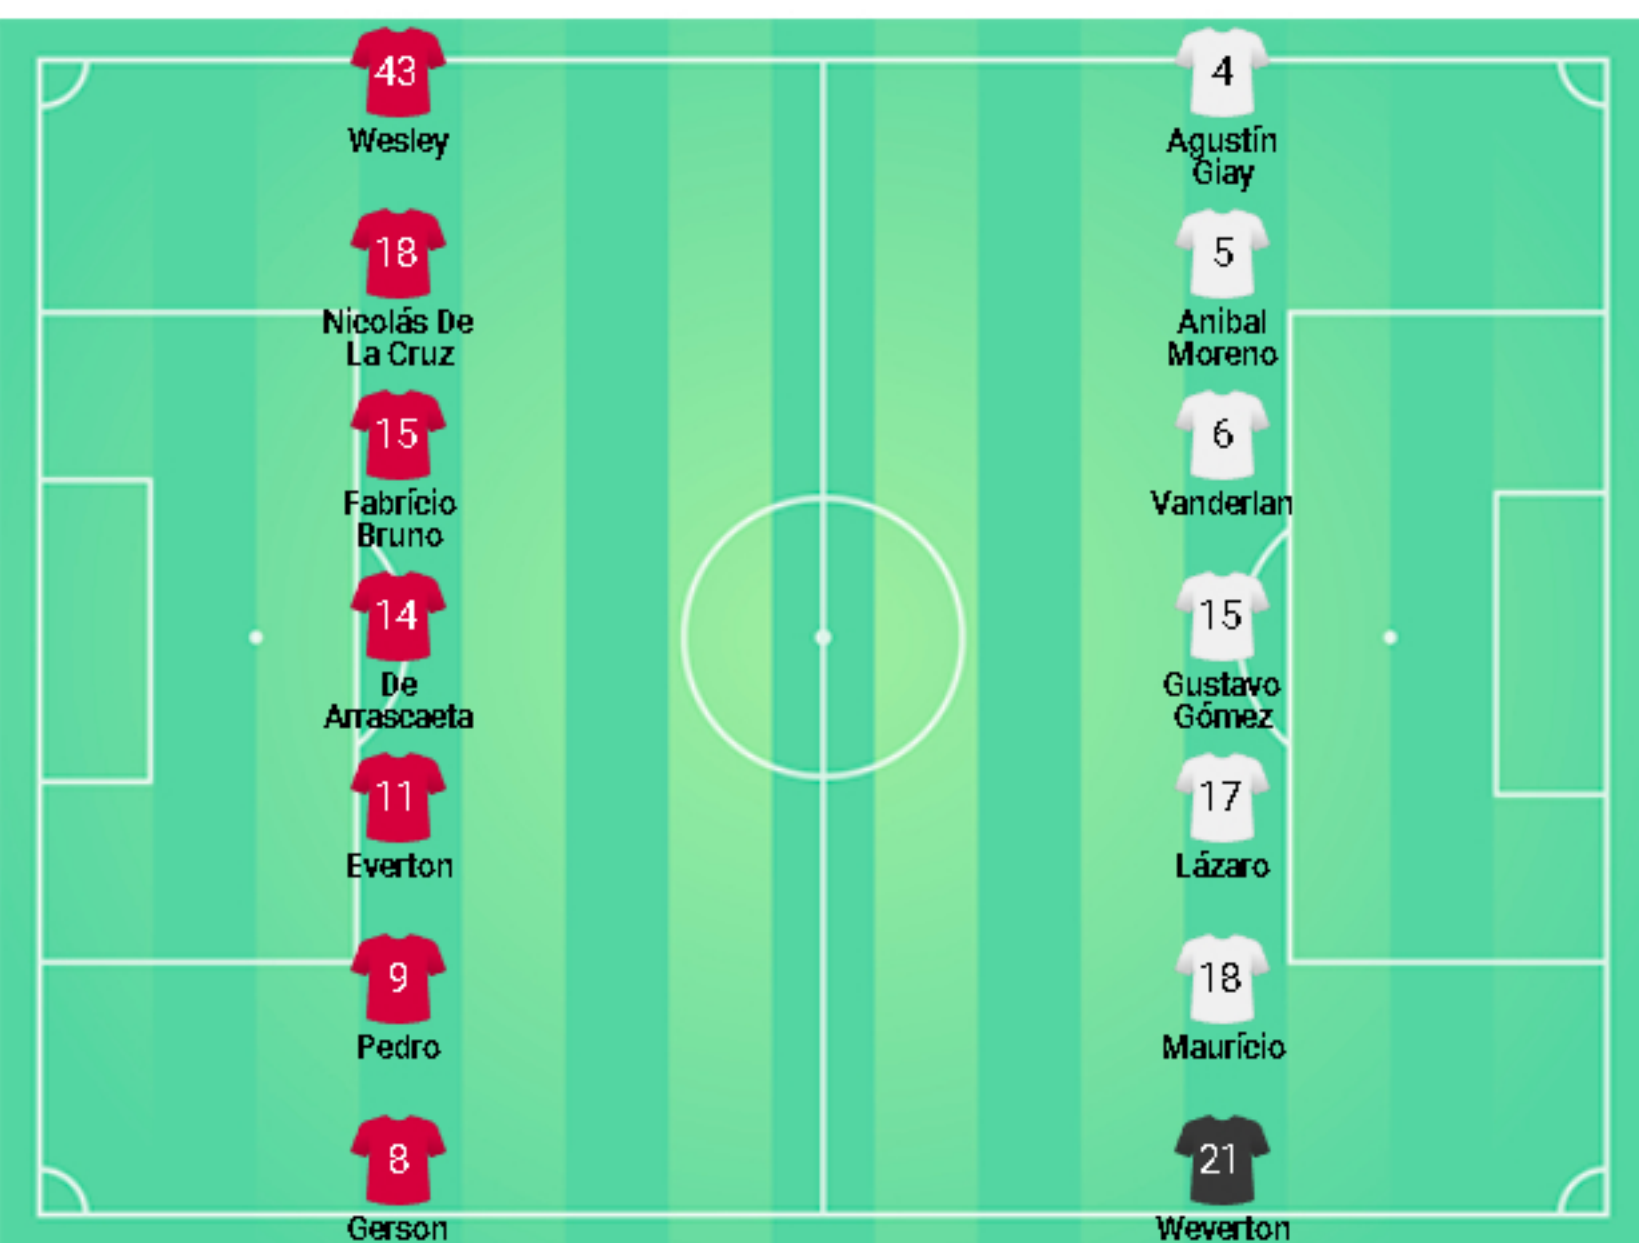 43
Wesley
18
Nicolás De
La Cruz
15
Fabrício
Bruno
14
De
Arrascaeta
11
Everton
9
Pedro
8
Gerson
4
Agustín
Giay
5
Anibal
Moreno
6
Vanderlan
15
Gustavo
Gómez
17
Lázaro
18
Maurício
21
Weverton